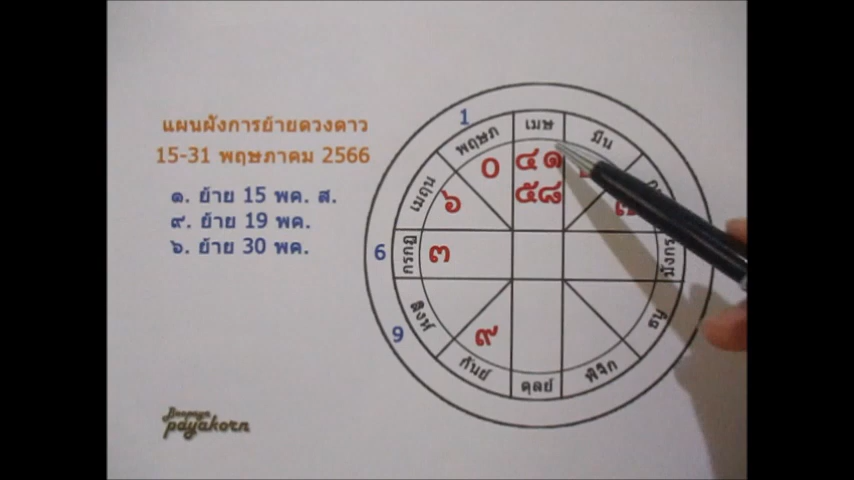 แผนผังการย้ายดวงดาว
15-31 พฤษภาคม 2566
๑. ย้าย 15 พค. ส.
๙. ย้าย 19 พค.
๖. ย้าย 30 พค.
1
เมษ
พฤษภ
มีน
๔ ๑
๐
๕๘
เมถุน
๖
6
กรกฎ
๓
มังกร
สิงห์
ธนู
9
๙
กันย์
พิจิก
ดุลย์
payakorn